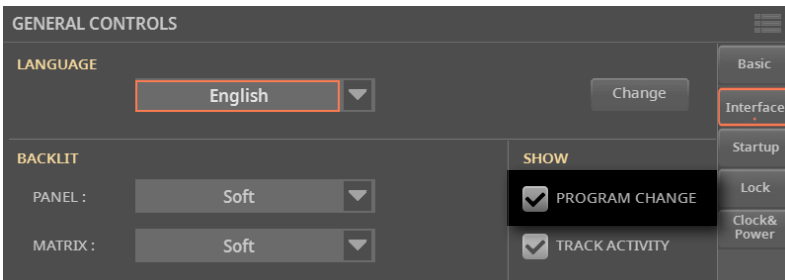 GENERAL CONTROLS
LANGUAGE
English
Change
BACKLIT
PANEL :
Soft
MATRIX :
Soft
SHOW
PROGRAM CHANGE
TRACK ACTIVITY
Basic
Interface
Startup
Lock
Clock&
Power